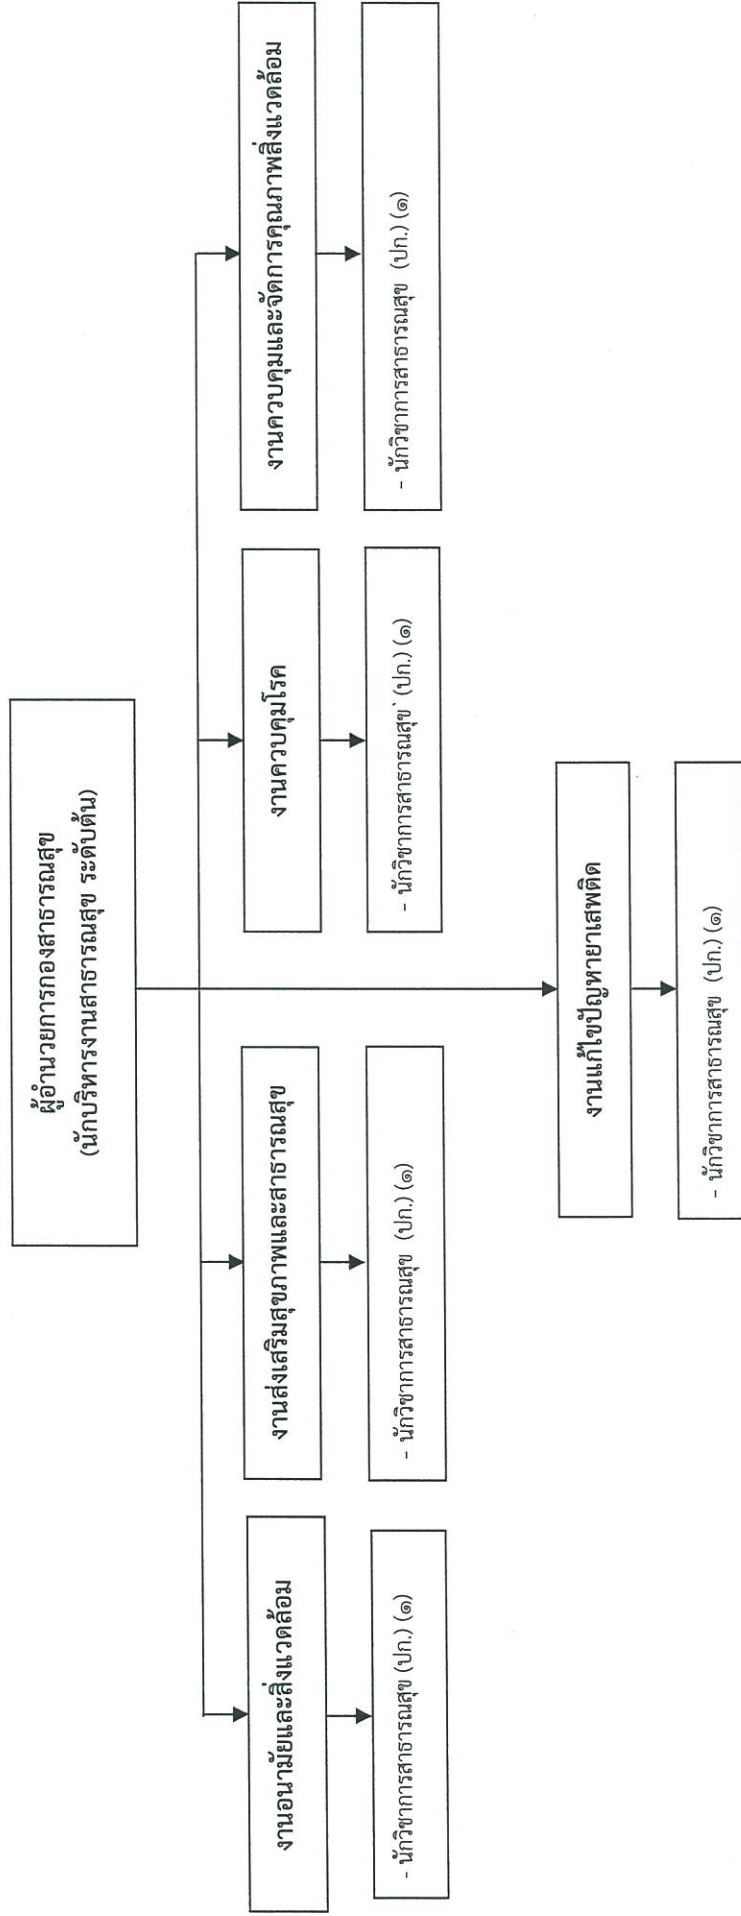 ผู้อำนวยการกองสาธารณสุข
(นักบริหารงานสาธารณสุข ระดับต้น)
งานอนามัยและสิ่งแวดล้อม
- นักวิชาการสาธารณสุข (ปก.) (๑)
งานส่งเสริมสุขภาพและสาธารณสุข
- นักวิชาการสาธารณสุข (ปก.) (๑)
งานควบคุมโรค
- นักวิชาการสาธารณสุข (ปก.) (๑)
งานควบคุมและจัดการคุณภาพสิ่งแวดล้อม
- นักวิชาการสาธารณสุข (ปก.) (๑)
งานแก้ไขปัญหายาเสพติด
- นักวิชาการสาธารณสุข (ปก.) (๑)